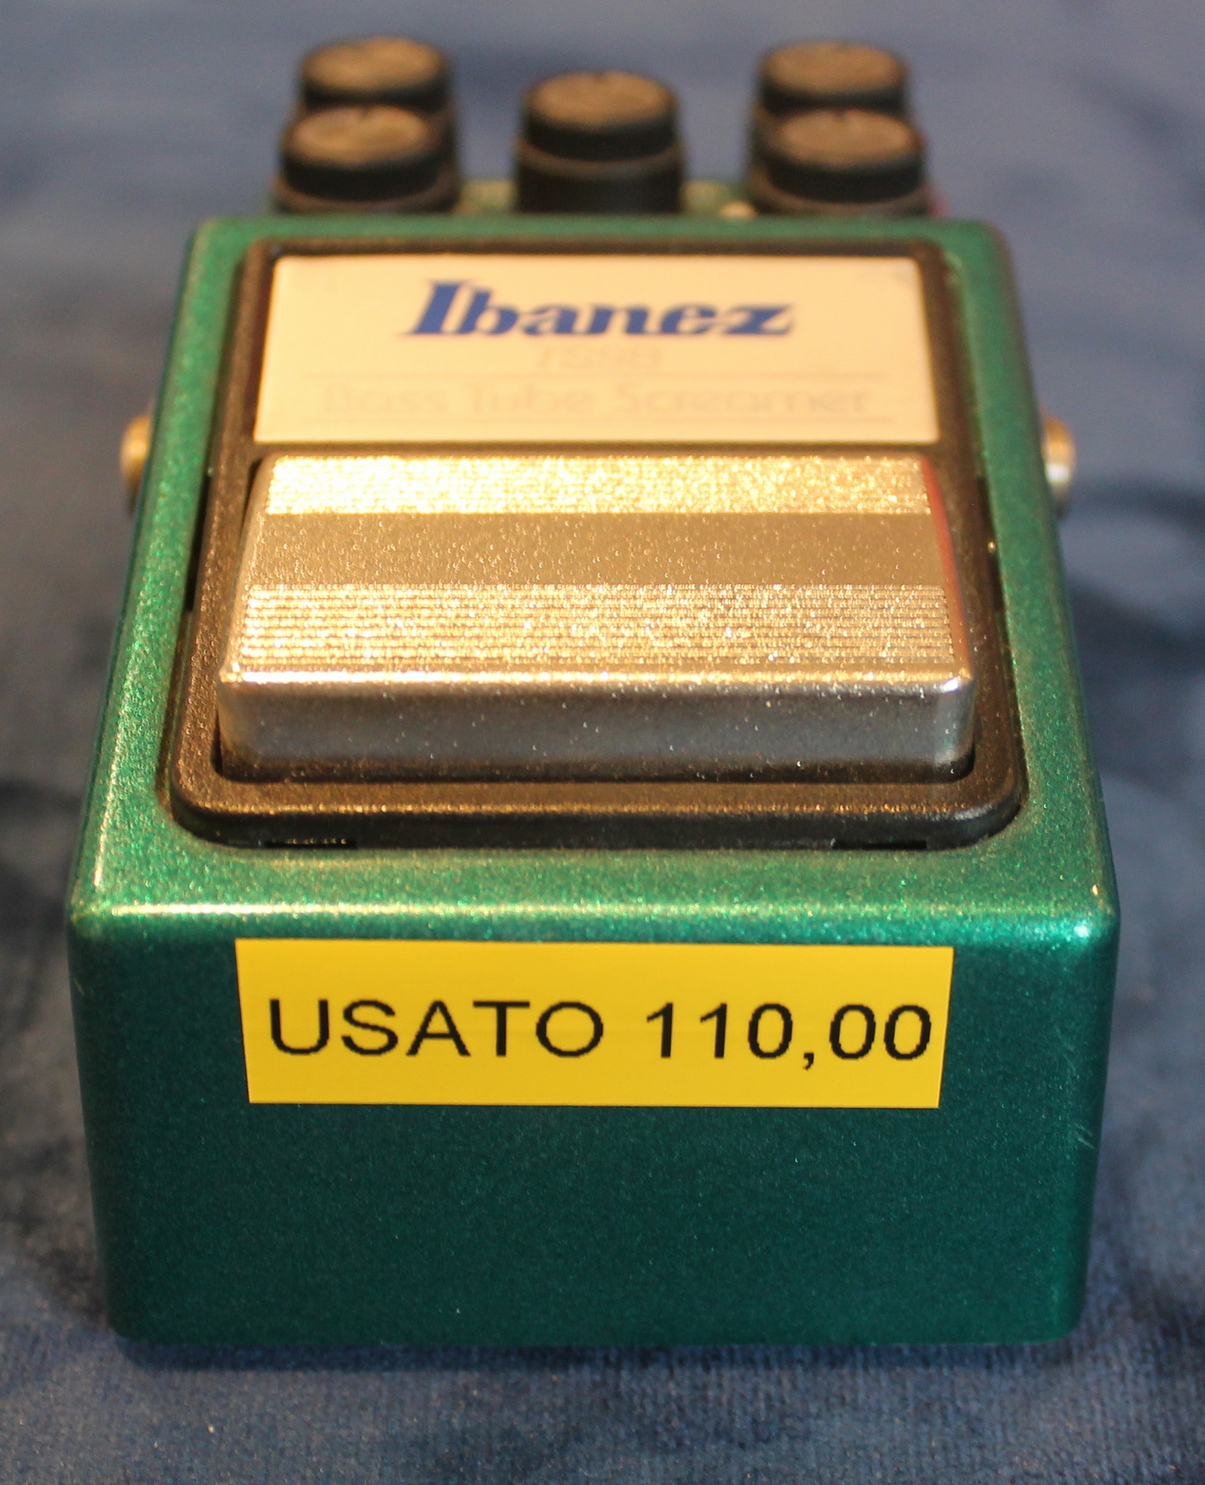 Ibanez
TS9B
Bass Tube Screamer
USATO 110,00